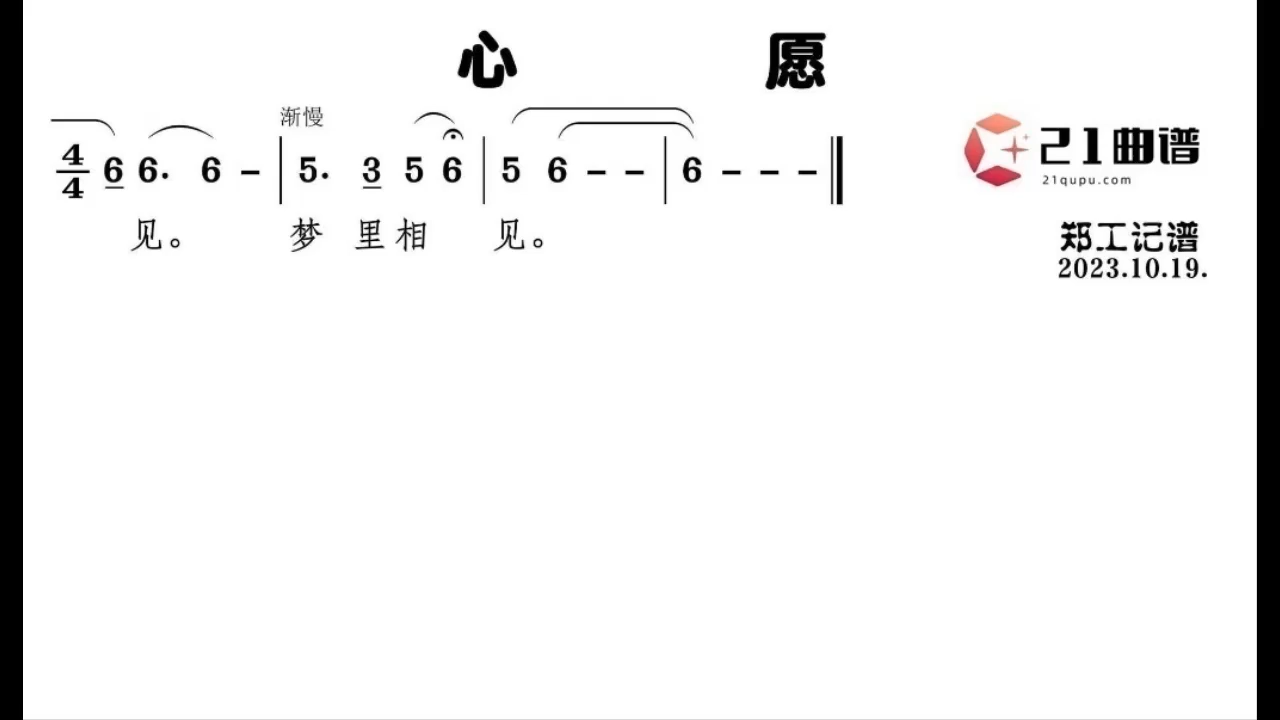 心 愿
渐慢
4/4 6 6. 6 - | 5. 3 5 6 | 5 6 - - | 6 - - - ‖
见。 梦 里 相 见。
21曲谱
21qupu.com
郑工记谱
2023.10.19.